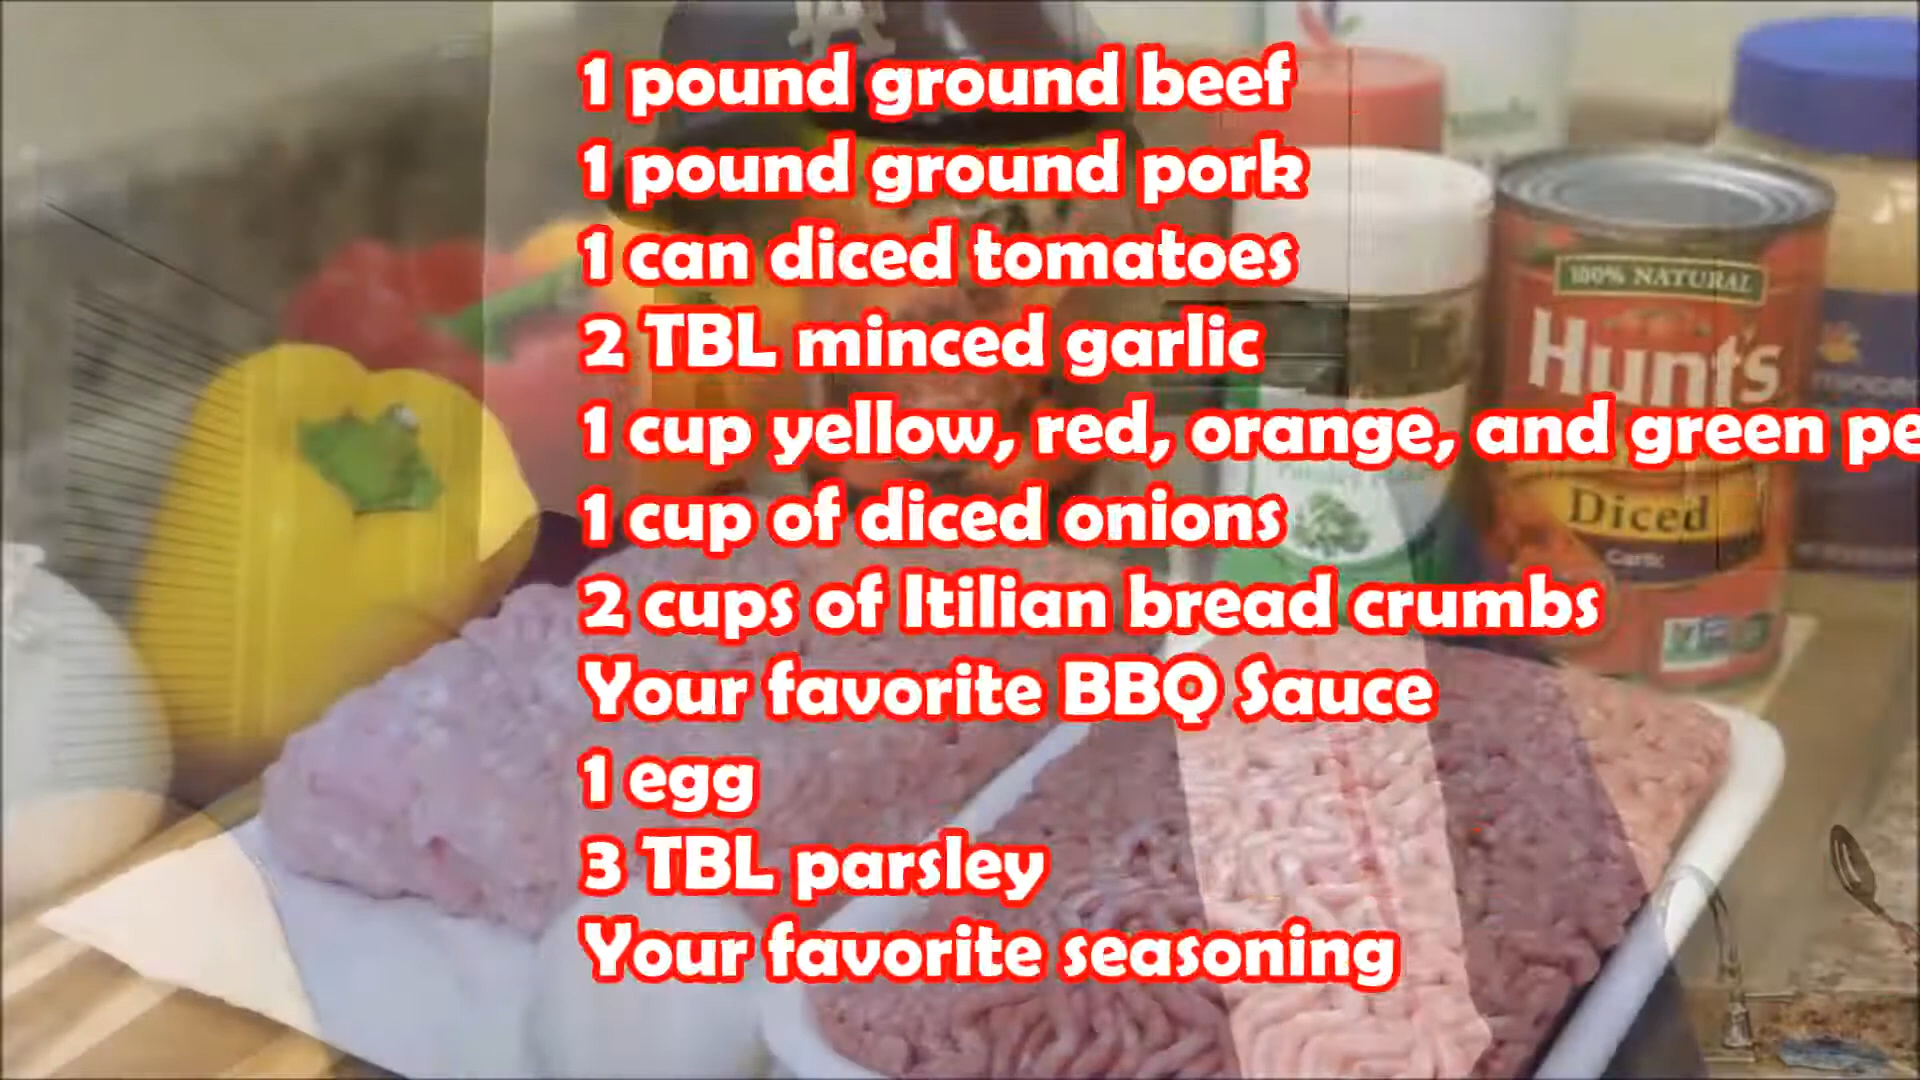 1 pound ground beef
1 pound ground pork
1 can diced tomatoes
2 TBL minced garlic
1 cup yellow, red, orange, and green pe
1 cup of diced onions
2 cups of Itilian bread crumbs
Your favorite BBQ Sauce
1 egg
3 TBL parsley
Your favorite seasoning
100% NATURAL
Hunt's
Diced
Garlic